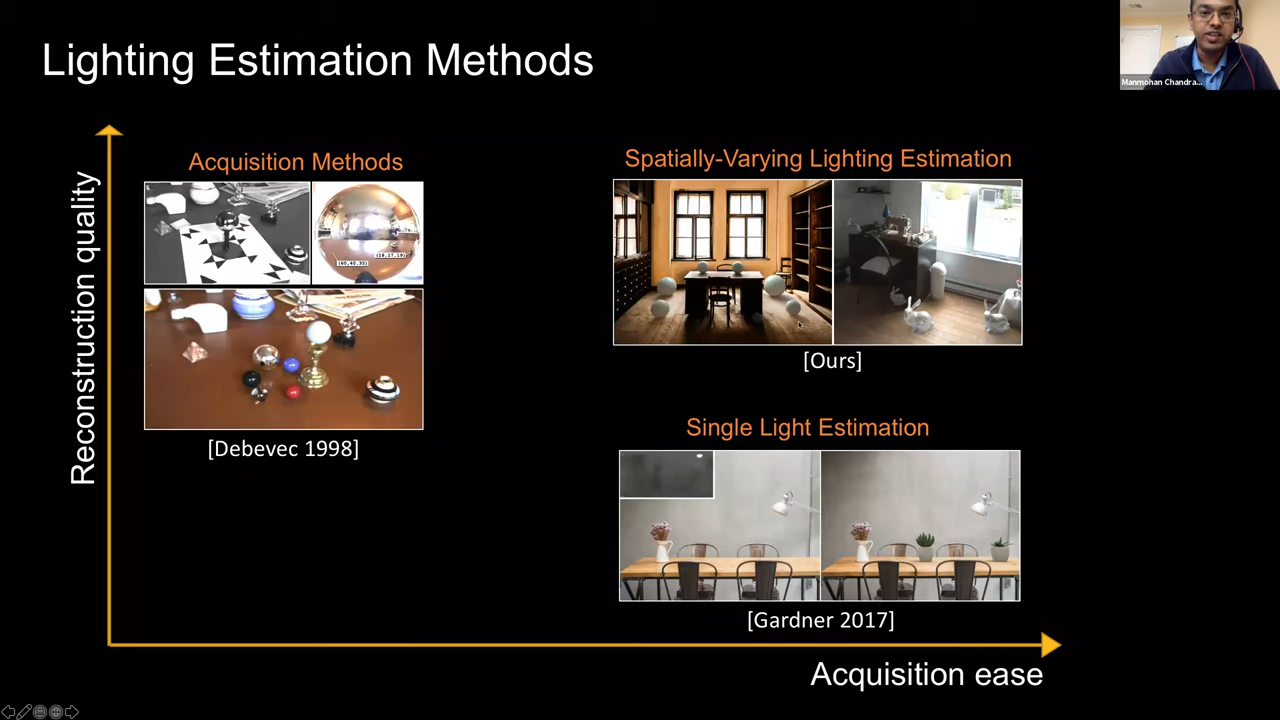 Lighting Estimation Methods
Manmohan Chandra...
Reconstruction quality
Acquisition Methods
[Debevec 1998]
Spatially-Varying Lighting Estimation
[Ours]
Single Light Estimation
[Gardner 2017]
Acquisition ease